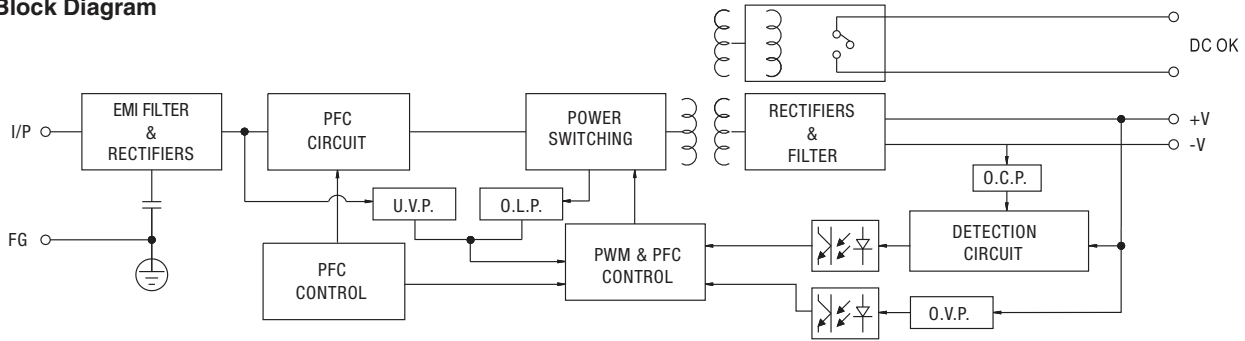 Block Diagram
DC OK
I/P
EMI FILTER
&
RECTIFIERS
PFC
CIRCUIT
POWER
SWITCHING
RECTIFIERS
&
FILTER
+V
-V
O.C.P.
U.V.P.
O.L.P.
FG
PFC
CONTROL
PWM & PFC
CONTROL
DETECTION
CIRCUIT
O.V.P.